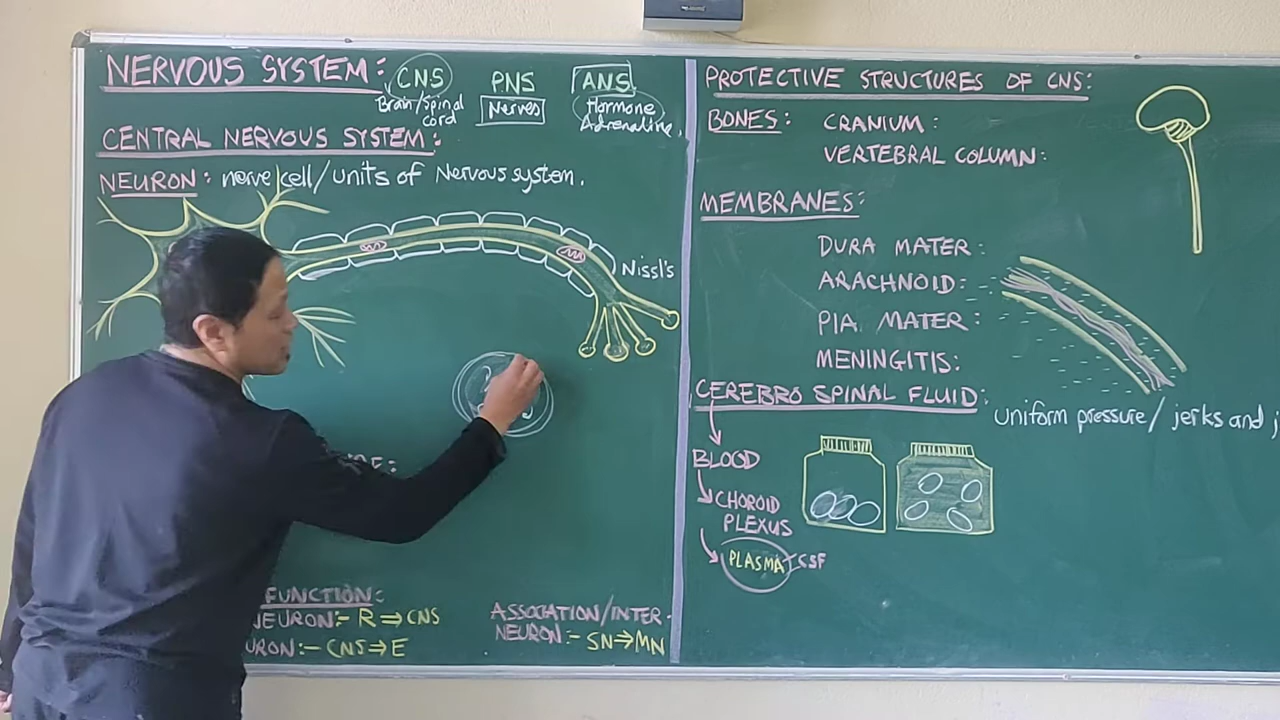 NERVOUS SYSTEM: CNS PNS ANS
Brain/Spinal cord Nerves Hormone Adrenaline,
CENTRAL NERVOUS SYSTEM:
NEURON: nerve cell/units of Nervous system.
Nissl's
FUNCTION:
NEURON:- R⇒CNS
CNS⇒E
ASSOCIATION/INTER-
NEURON:- SN⇒MN
PROTECTIVE STRUCTURES OF CNS:
BONES: CRANIUM:
VERTEBRAL COLUMN:
MEMBRANES:
DURA MATER:
ARACHNOID:
PIA MATER:
MENINGITIS:
CEREBRO SPINAL FLUID:
uniform pressure/ jerks and
BLOOD
CHOROID
PLEXUS
PLASMA CSF